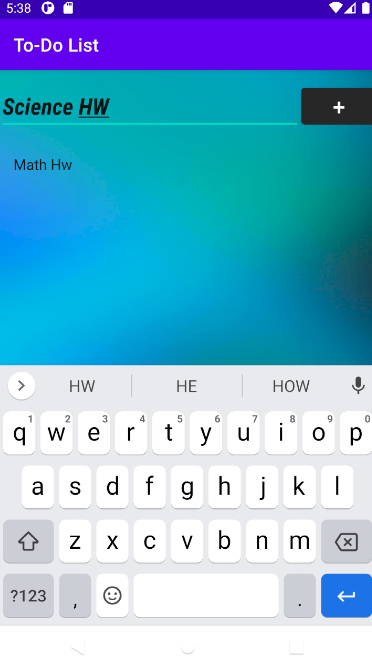 5:38
To-Do List
Science HW
+
Math Hw
HW HE HOW
1 2 3 4 5 6 7 8 9 0
q w e r t y u i o p
a s d f g h j k l
z x c v b n m
?123 , .